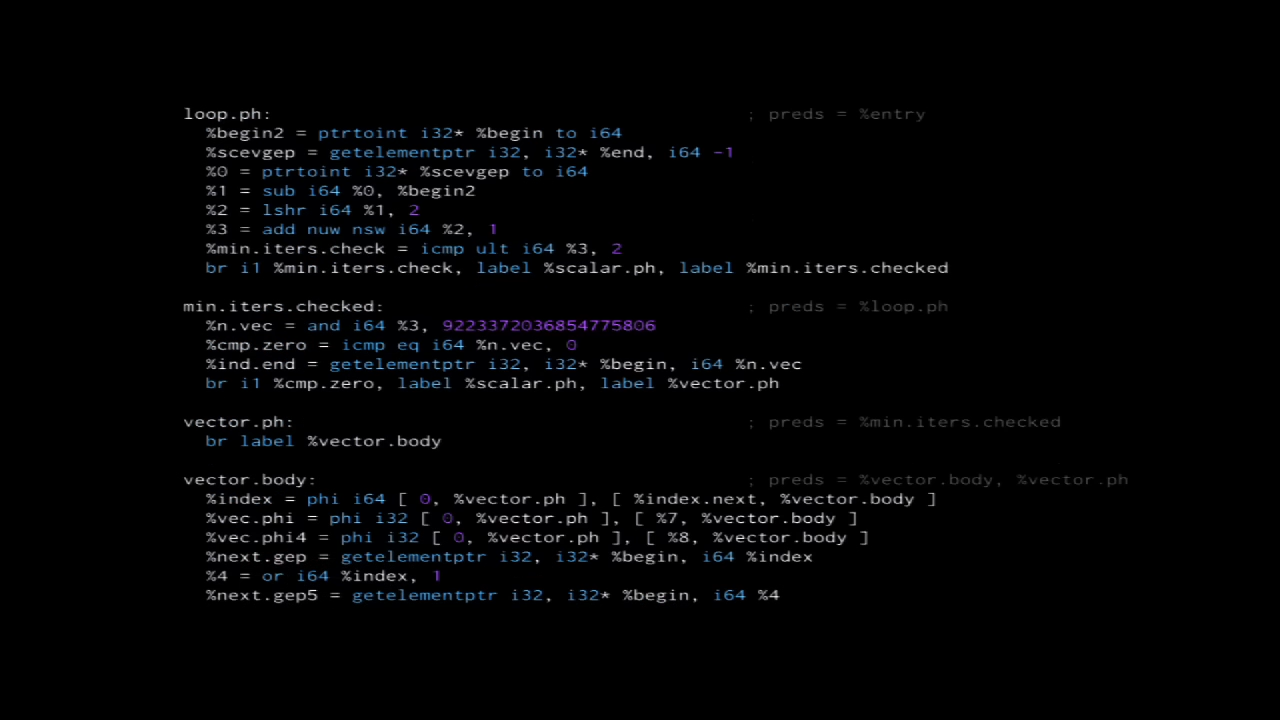 loop.ph: ; preds = %entry
%begin2 = ptrtoint i32* %begin to i64
%scevgep = getelementptr i32, i32* %end, i64 -1
%0 = ptrtoint i32* %scevgep to i64
%1 = sub i64 %0, %begin2
%2 = lshr i64 %1, 2
%3 = add nuw nsw i64 %2, 1
%min.iters.check = icmp ult i64 %3, 2
br i1 %min.iters.check, label %scalar.ph, label %min.iters.checked
min.iters.checked: ; preds = %loop.ph
%n.vec = and i64 %3, 9223372036854775806
%cmp.zero = icmp eq i64 %n.vec, 0
%ind.end = getelementptr i32, i32* %begin, i64 %n.vec
br i1 %cmp.zero, label %scalar.ph, label %vector.ph
vector.ph: ; preds = %min.iters.checked
br label %vector.body
vector.body: ; preds = %vector.body, %vector.ph
%index = phi i64 [ 0, %vector.ph ], [ %index.next, %vector.body ]
%vec.phi = phi i32 [ 0, %vector.ph ], [ %7, %vector.body ]
%vec.phi4 = phi i32 [ 0, %vector.ph ], [ %8, %vector.body ]
%next.gep = getelementptr i32, i32* %begin, i64 %index
%4 = or i64 %index, 1
%next.gep5 = getelementptr i32, i32* %begin, i64 %4